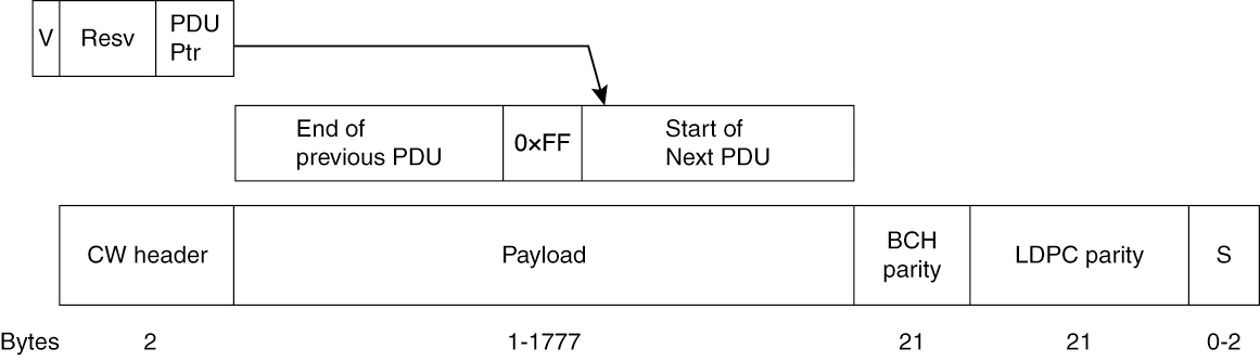 V Resv PDU
Ptr
End of
previous PDU
0×FF
Start of
Next PDU
CW header
Payload
BCH
parity
LDPC parity
S
Bytes 2 1-1777 21 21 0-2